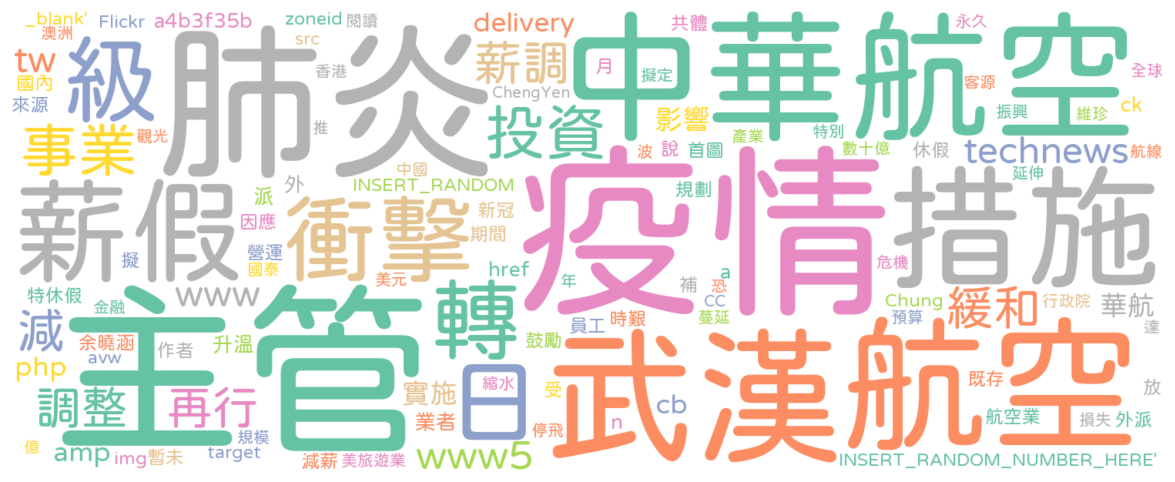 _blank'
Flickr
a4b3f35b
zoneid
閱讀
delivery
共體
永久
澳洲
tw
級
肺炎
src
薪調
月
擬定
中華航空
客源
全球
國內
來源
香港
ChengYen
振興
維珍
ck
事業
觀光
推
投資
影響
產業
特別
數十億
休假
technews
航線
中國
波
說
首圖
延伸
薪假
外
派
INSERT_RANDOM
疫情
規劃
措施
因應
衝擊
新冠
期間
營運
擬
國泰
美元
href
年
補
a
恐
危機
特休假
金融
www
CC
蔓延
Chung
預算
緩和
行政院
華航
減
主管
轉
鼓勵
員工
時艱
達
余曉涵
avw
作者
升溫
武漢
航空
php
縮水
既存
放
調整
再行
日
實施
受
cb
業者
n
停飛
航空業
損失
外派
億
amp
img
暫未
規模
target
減薪
美旅遊業
www5
INSERT_RANDOM_NUMBER_HERE'